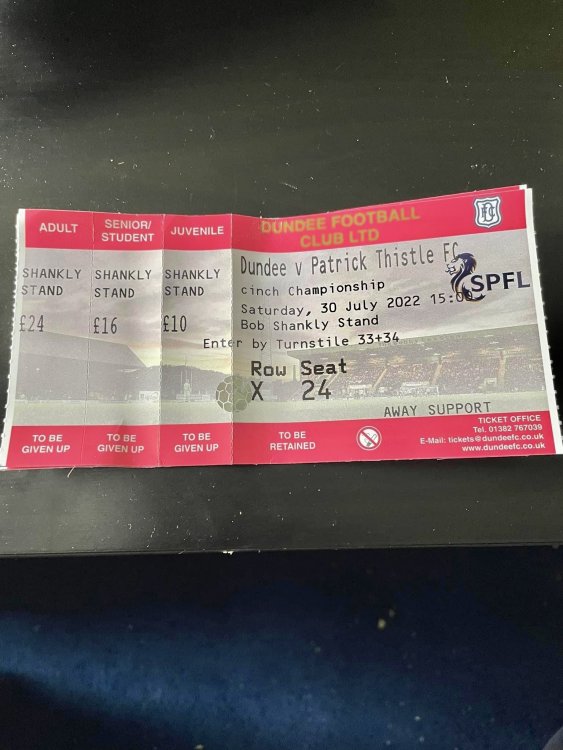 ADULT
SHANKLY
STAND
£24
TO BE
GIVEN UP
SENIOR/
STUDENT
SHANKLY
STAND
£16
TO BE
GIVEN UP
JUVENILE
SHANKLY
STAND
£10
TO BE
GIVEN UP
DUNDEE FOOTBALL
CLUB LTD
Dundee v Patrick Thistle FC
cinch Championship
Saturday, 30 July 2022 15:00
Bob Shankly Stand
Enter by Turnstile 33+34
Row Seat
X 24
AWAY SUPPORT
SPFL
TO BE
RETAINED
TICKET OFFICE
Tel. 01382 767039
E-Mail: tickets@dundeefc.co.uk
www.dundeefc.co.uk